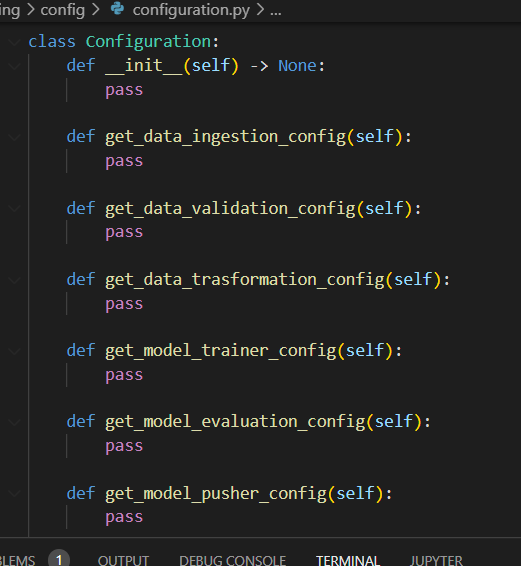 ing > config > configuration.py > ...
class Configuration:
def __init__(self) -> None:
pass
def get_data_ingestion_config(self):
pass
def get_data_validation_config(self):
pass
def get_data_trasformation_config(self):
pass
def get_model_trainer_config(self):
pass
def get_model_evaluation_config(self):
pass
def get_model_pusher_config(self):
pass
BLEMS 1 OUTPUT DEBUG CONSOLE TERMINAL JUPYTER